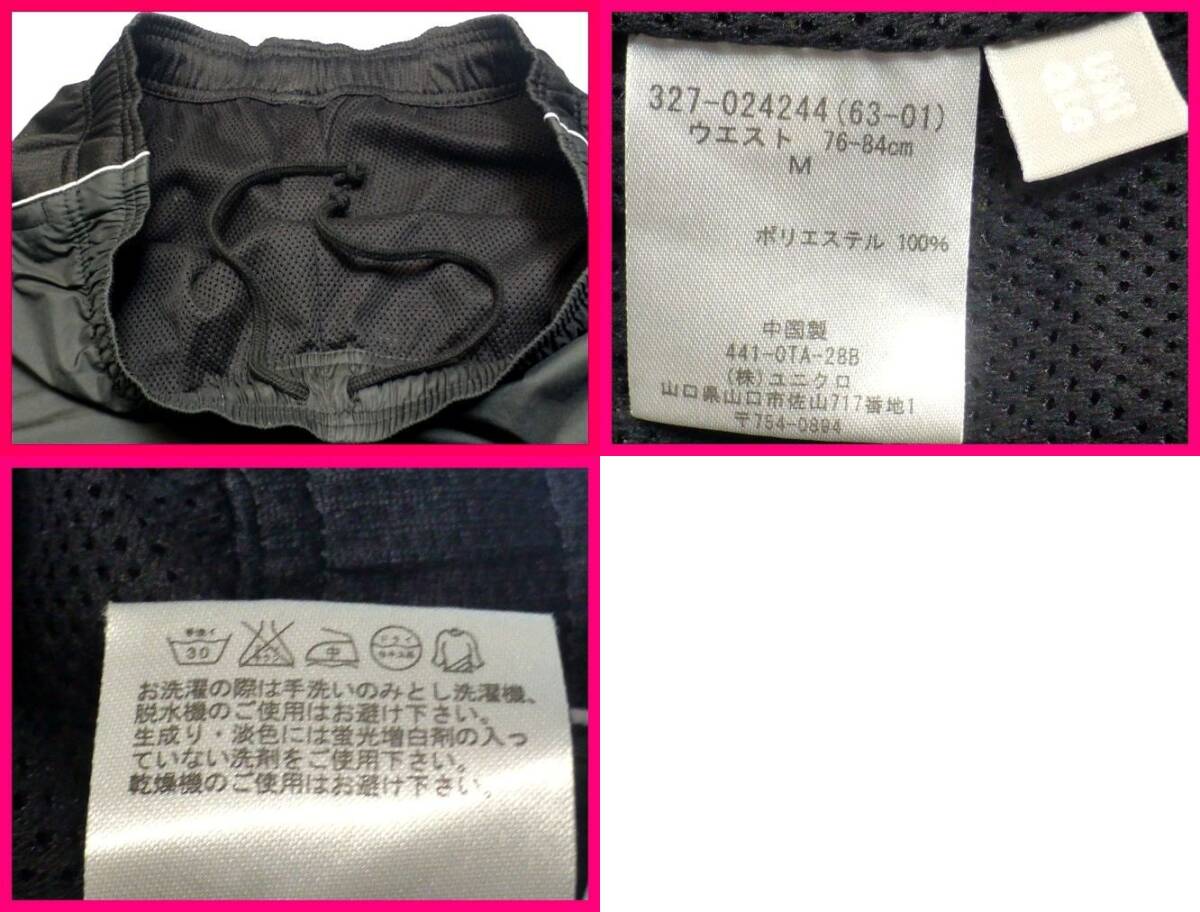 327-024244(63-01)
ウエスト 76-84cm
M
ポリエステル 100%
中国製
441-OTA-28B
(株)ユニクロ
山口県山口市佐山717番地1
〒754-0894
UNI
QLO
手洗イ
30
中
ドライ
お洗濯の際は手洗いのみとし洗濯機、
脱水機のご使用はお避け下さい。
生成り・淡色には蛍光増白剤の入っ
ていない洗剤をご使用下さい。
乾燥機のご使用はお避け下さい。